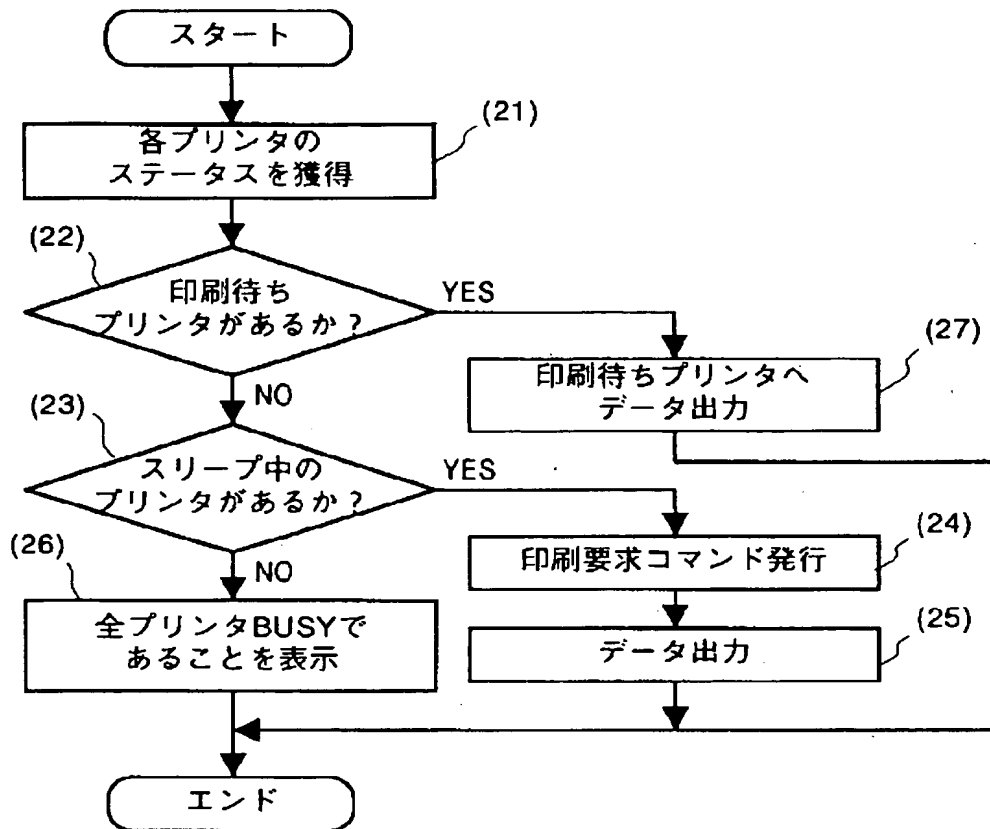 スタート
(21)
各プリンタの
ステータスを獲得
(22)
印刷待ち
プリンタがあるか？
YES
(27)
印刷待ちプリンタへ
データ出力
NO
(23)
スリープ中の
プリンタがあるか？
YES
(24)
印刷要求コマンド発行
(26)
NO
(25)
全プリンタBUSYで
あることを表示
データ出力
エンド